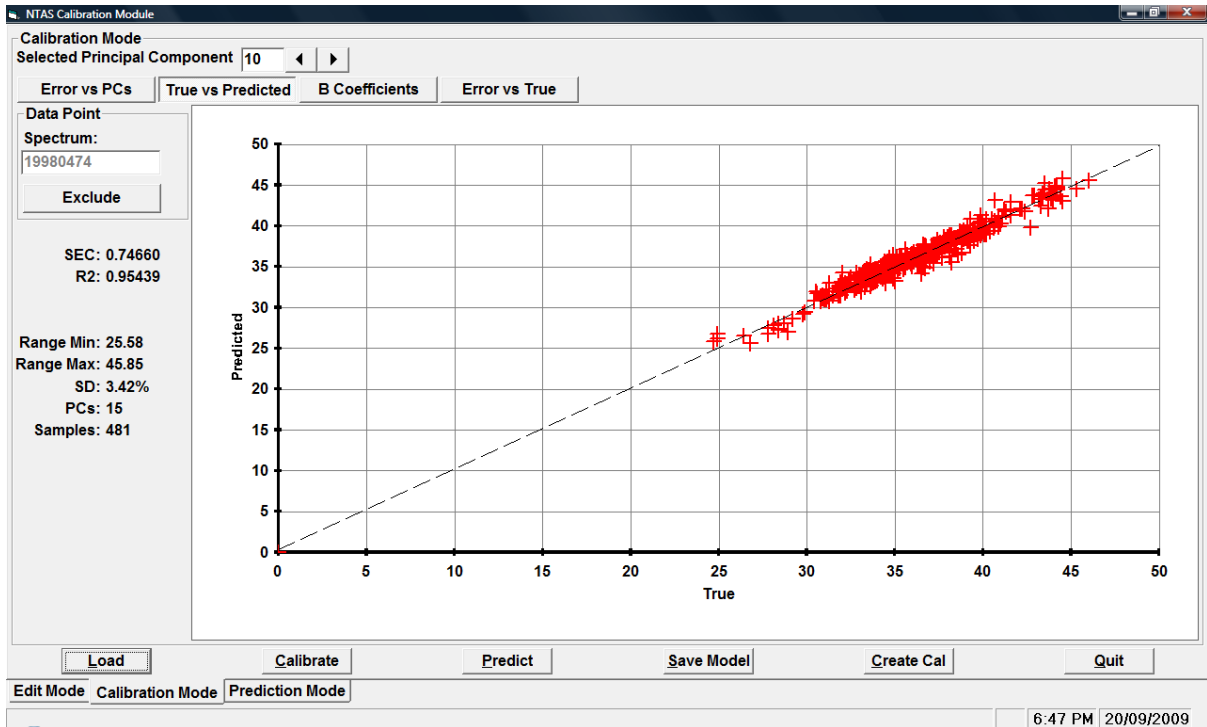 NTAS Calibration Module
Calibration Mode
Selected Principal Component 10
Error vs PCs True vs Predicted B Coefficients Error vs True
Data Point
Spectrum:
19980474
Exclude
SEC: 0.74660
R2: 0.95439
Range Min: 25.58
Range Max: 45.85
SD: 3.42%
PCs: 15
Samples: 481
50
45
40
35
30
25
20
15
10
5
0
Predicted
0 5 10 15 20 25 30 35 40 45 50
True
Load Calibrate Predict Save Model Create Cal Quit
Edit Mode Calibration Mode Prediction Mode
6:47 PM 20/09/2009